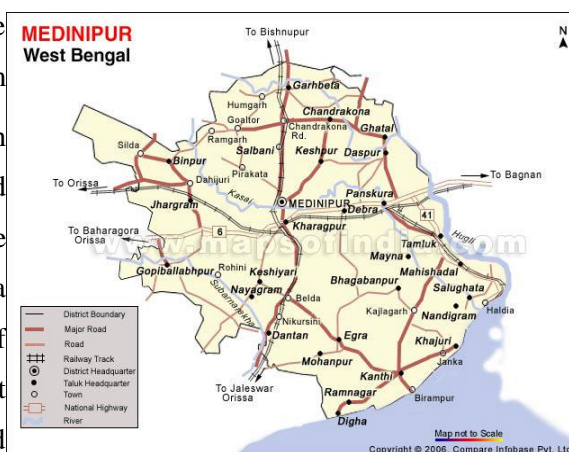 MEDINIPUR
West Bengal
To Bishnupur
N
Garhbeta
Humgarh
Chandrakona
Goaltor
Chandrakona
Rd.
Ramgarh
Ghatal
Silda
Salbani
Keshpur
Daspur
Binpur
Pirakata
Dahijuri
To Bagnan
To Orissa
Kasai
Panskura
Jhargram
MEDINIPUR
Debra
41
Kharagpur
Hugli
To Baharagora
Orissa
6
Tamluk
www.mapsofindia.com
Mayna
Mahishadal
Gopiballabhpur
Rohini
Keshiyari
Bhagabanpur
Salughata
Nayagram
Subarnarekha
Belda
Kajlagarh
Haldia
Nandigram
Nikursini
Dantan
Egra
Khajuri
Mohanpur
Janka
Kanthi
To Jaleswar
Orissa
Ramnagar
Birampur
Digha
District Boundary
Major Road
Road
Railway Track
District Headquarter
Taluk Headquarter
Town
National Highway
River
Map not to Scale
Copyright © 2006, Compare Infobase Pvt. Ltd